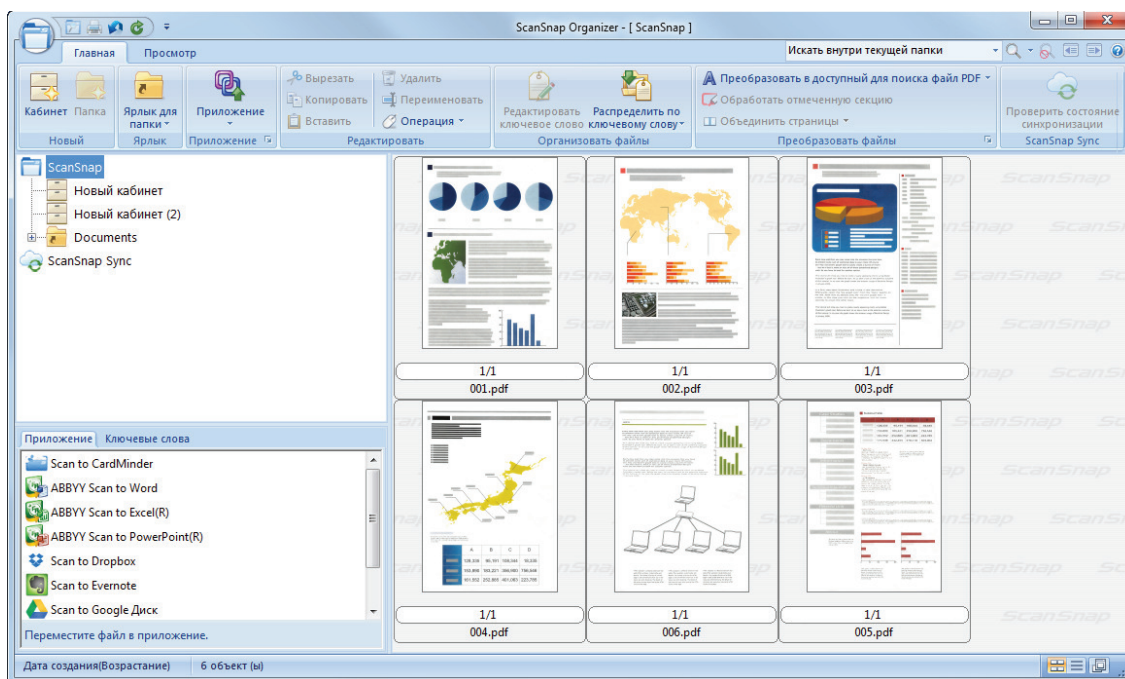 ScanSnap Organizer - [ ScanSnap ]
Главная Просмотр
Искать внутри текущей папки
Кабинет Папка
Новый
Ярлык для
папки
Ярлык
Приложение
Приложение
Вырезать
Копировать
Вставить
Удалить
Переименовать
Операция
Редактировать
Редактировать
ключевое слово
Распределить по
ключевому слову
Организовать файлы
Преобразовать в доступный для поиска файл PDF
Обработать отмеченную секцию
Объединить страницы
Преобразовать файлы
Проверить состояние
синхронизации
ScanSnap Sync
ScanSnap
Новый кабинет
Новый кабинет (2)
Documents
ScanSnap Sync
1/1 1/1 1/1
001.pdf 002.pdf 003.pdf
A B C D
1/1 1/1 1/1
004.pdf 006.pdf 005.pdf
Приложение Ключевые слова
Scan to CardMinder
ABBYY Scan to Word
ABBYY Scan to Excel(R)
ABBYY Scan to PowerPoint(R)
Scan to Dropbox
Scan to Evernote
Scan to Google Диск
Переместите файл в приложение.
Дата создания(Возрастание) 6 объект (ы)